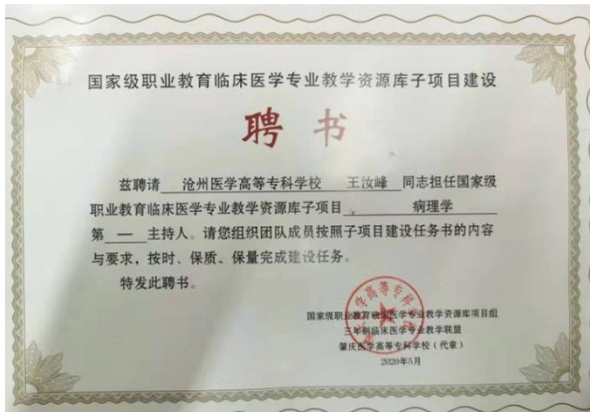 国家级职业教育临床医学专业教学资源库子项目建设
聘 书
兹聘请 沧州医学高等专科学校 王汝峰 同志担任国家级
职业教育临床医学专业教学资源库子项目 病理学
第 一 主持人。请您组织团队成员按照子项目建设任务书的内容
与要求，按时、保质、保量完成建设任务。
特发此聘书。
国家级职业教育临床医学专业教学资源库项目组
三年制临床医学专业教学联盟
肇庆医学高等专科学校（代章）
2020年5月